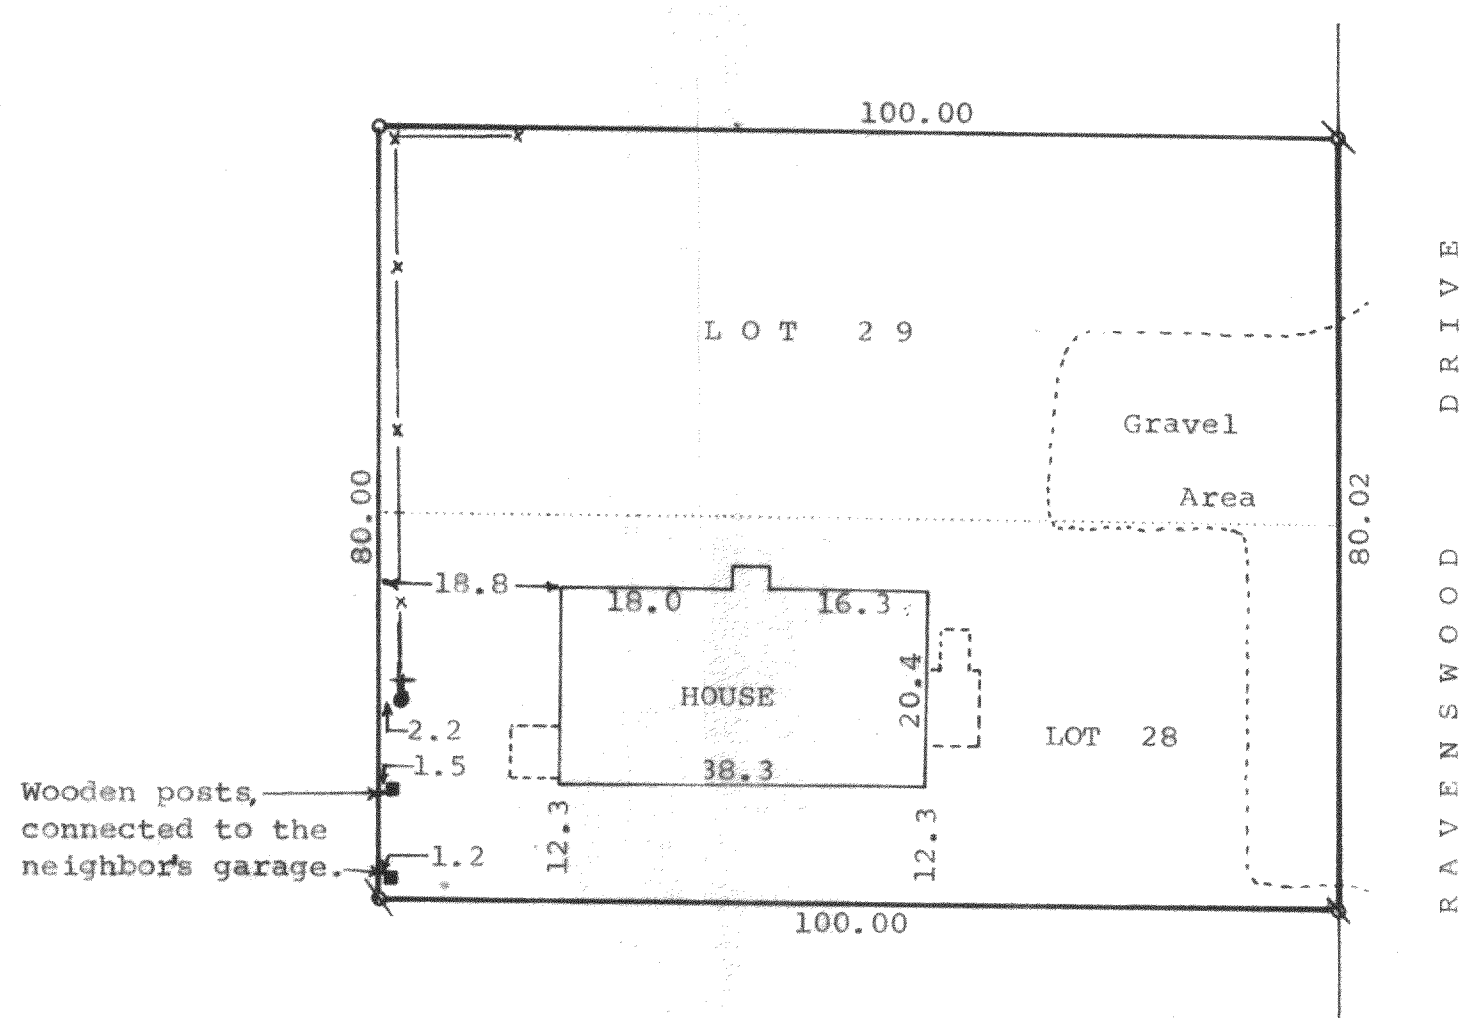 100.00
LOT 29
Gravel
Area
80.00
80.02
RAVENSWOOD DRIVE
18.8
18.0
16.3
20.4
HOUSE
2.2
LOT 28
1.5
38.3
Wooden posts,
connected to the
neighbor's garage.
12.3
12.3
1.2
100.00